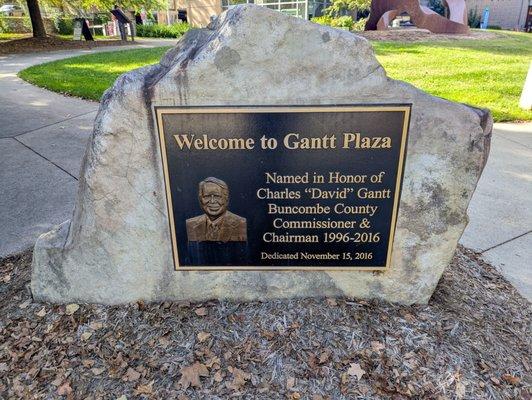 Welcome to Gantt Plaza
Named in Honor of
Charles "David" Gantt
Buncombe County
Commissioner &
Chairman 1996-2016
Dedicated November 15, 2016